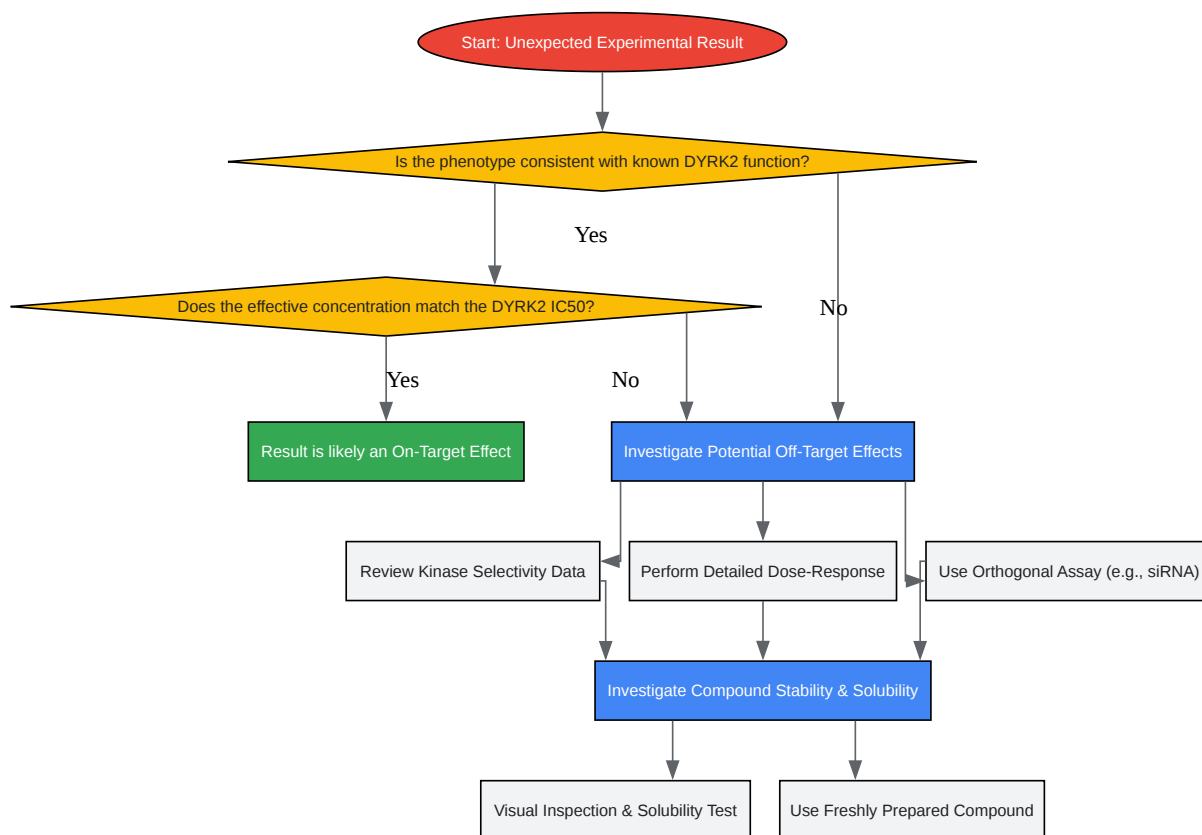 Start: Unexpected Experimental Result
Is the phenotype consistent with known DYRK2 function?
Yes
Does the effective concentration match the DYRK2 IC50?
No
Yes
No
Result is likely an On-Target Effect
Investigate Potential Off-Target Effects
Review Kinase Selectivity Data
Perform Detailed Dose-Response
Use Orthogonal Assay (e.g., siRNA)
Investigate Compound Stability & Solubility
Visual Inspection & Solubility Test
Use Freshly Prepared Compound